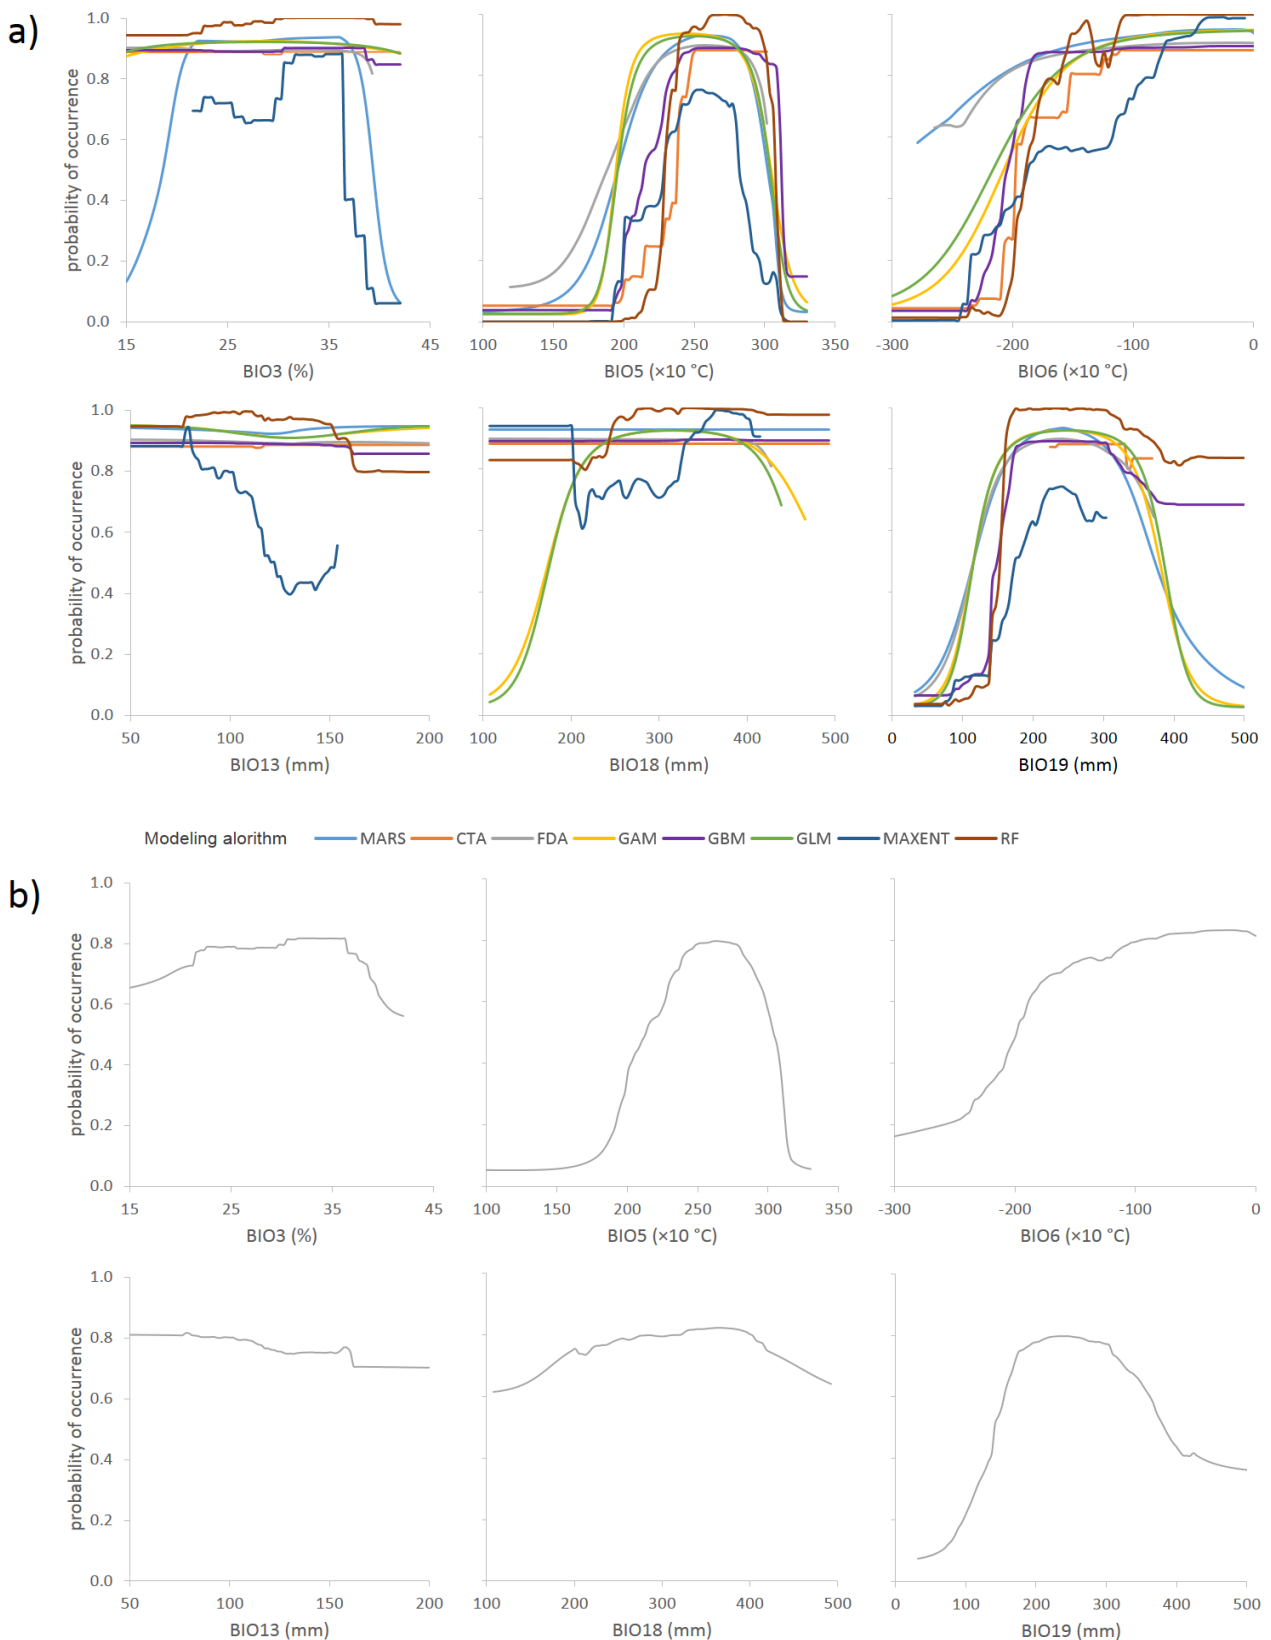 a)
probability of occurrence
1.0
0.8
0.6
0.4
0.2
0.0
15 25 35 45
BIO3 (%)
100 150 200 250 300 350
BIO5 (×10 °C)
-300 -200 -100 0
BIO6 (×10 °C)
probability of occurrence
1.0
0.8
0.6
0.4
0.2
0.0
50 100 150 200
BIO13 (mm)
100 200 300 400 500
BIO18 (mm)
0 100 200 300 400 500
BIO19 (mm)
Modeling alorithm MARS CTA FDA GAM GBM GLM MAXENT RF
b)
probability of occurrence
1.0
0.8
0.6
0.4
0.2
0.0
15 25 35 45
BIO3 (%)
100 150 200 250 300 350
BIO5 (×10 °C)
-300 -200 -100 0
BIO6 (×10 °C)
probability of occurrence
1.0
0.8
0.6
0.4
0.2
0.0
50 100 150 200
BIO13 (mm)
100 200 300 400 500
BIO18 (mm)
0 100 200 300 400 500
BIO19 (mm)